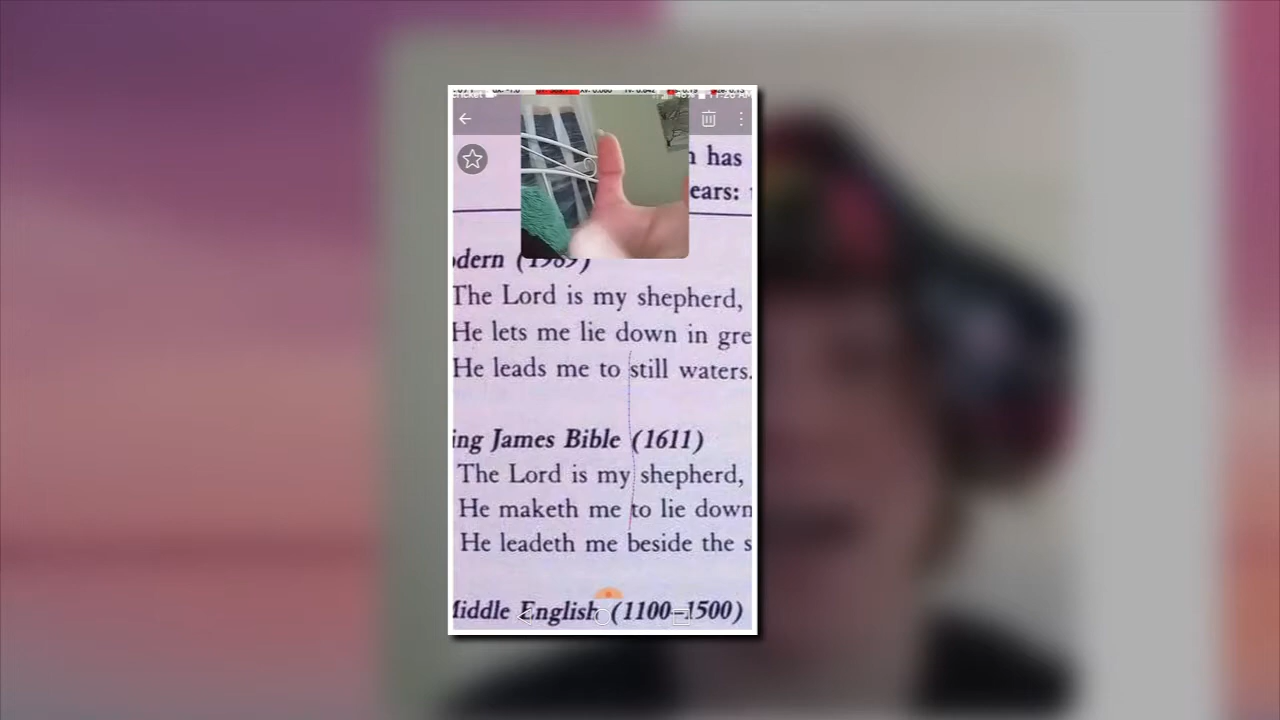 n has
ears:
odern (1989)
The Lord is my shepherd,
He lets me lie down in gre
He leads me to still waters.
ing James Bible (1611)
The Lord is my shepherd,
He maketh me to lie down
He leadeth me beside the s
Middle English (1100–1500)